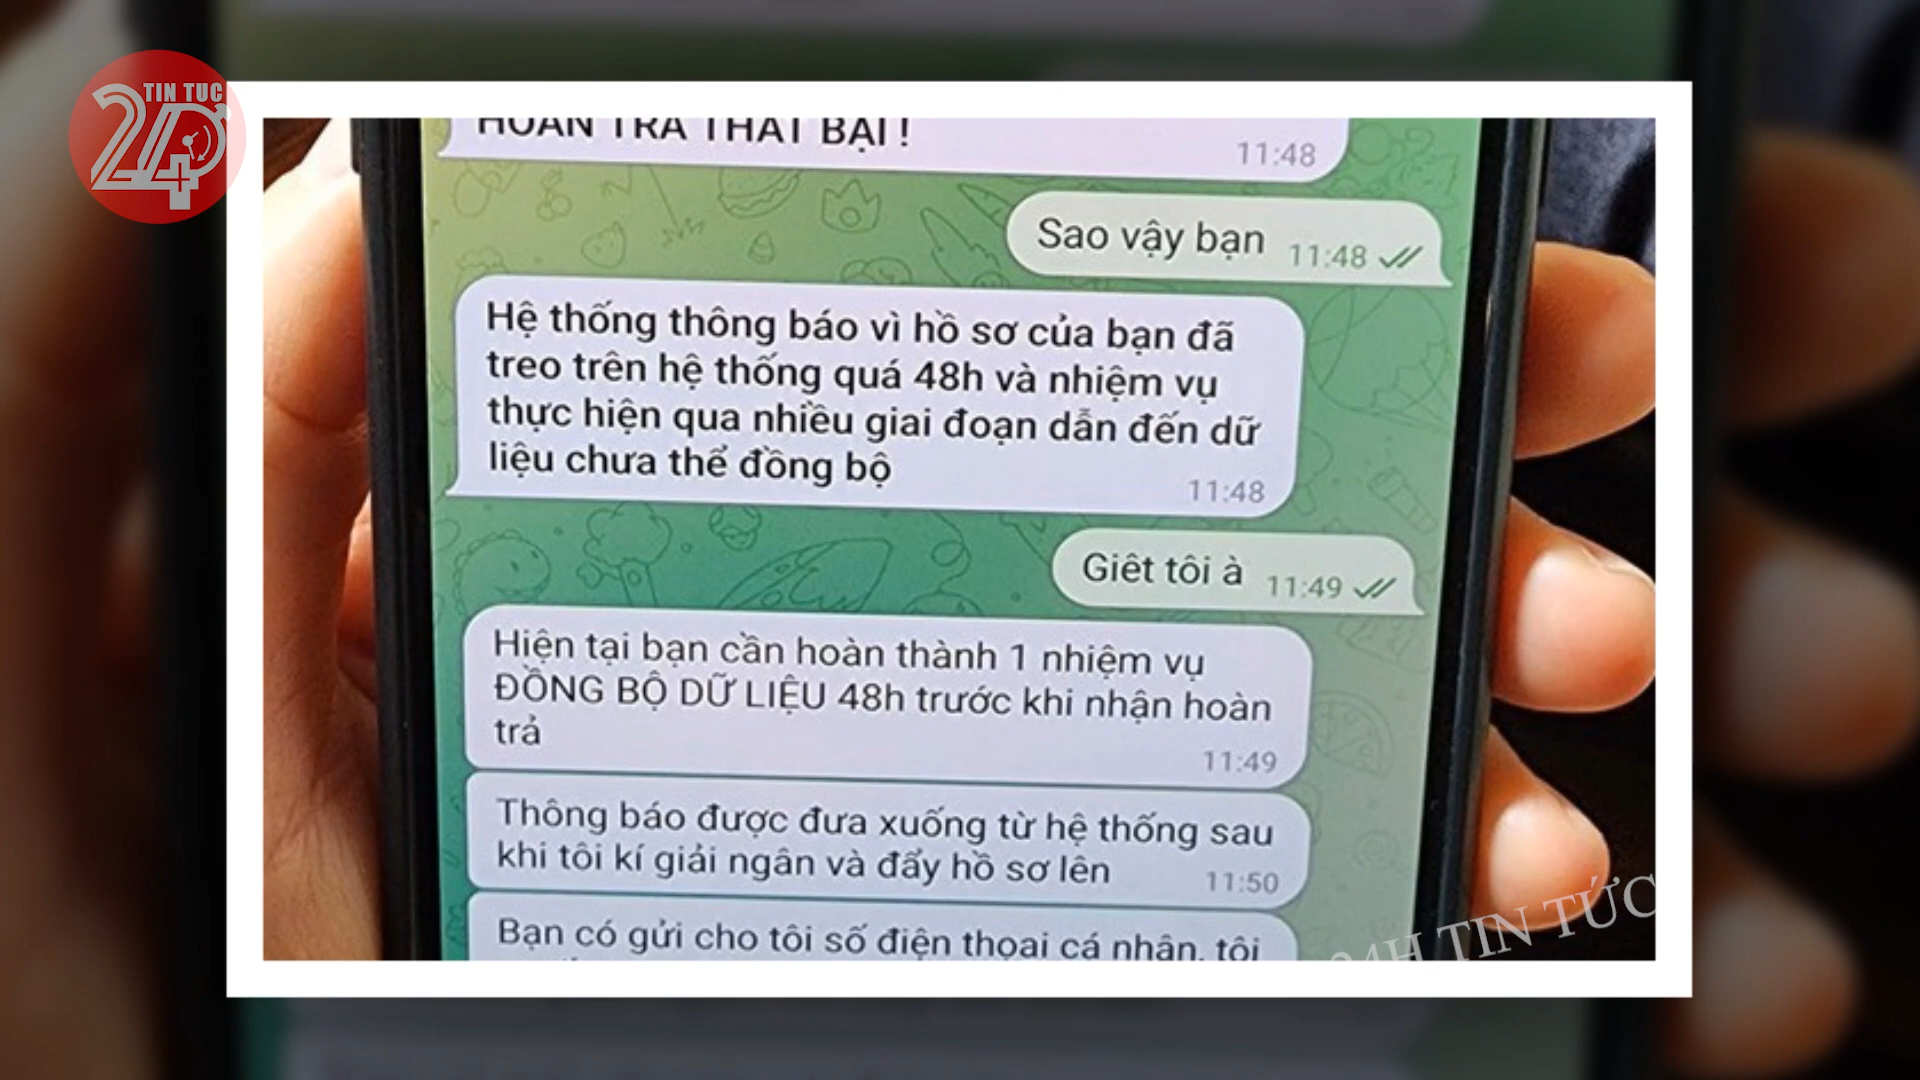 TIN TUC
24
HOÀN TRẢ THẤT BẠI !
11:48
Sao vậy bạn 11:48
Hệ thống thông báo vì hồ sơ của bạn đã
treo trên hệ thống quá 48h và nhiệm vụ
thực hiện qua nhiều giai đoạn dẫn đến dữ
liệu chưa thể đồng bộ
11:48
Giêt tôi à 11:49
Hiện tại bạn cần hoàn thành 1 nhiệm vụ
ĐỒNG BỘ DỮ LIỆU 48h trước khi nhận hoàn
trả
11:49
Thông báo được đưa xuống từ hệ thống sau
khi tôi kí giải ngân và đẩy hồ sơ lên
11:50
Bạn có gửi cho tôi số điện thoại cá nhân, tôi
24H TIN TỨC